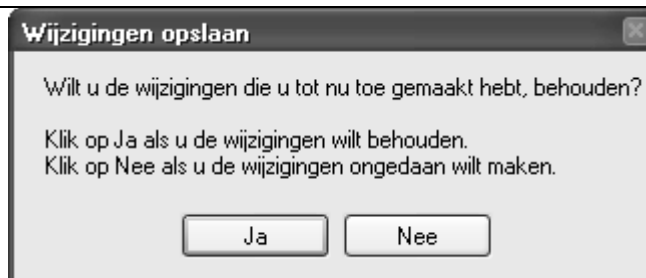 Wijzigingen opslaan
Wilt u de wijzigingen die u tot nu toe gemaakt hebt, behouden?
Klik op Ja als u de wijzigingen wilt behouden.
Klik op Nee als u de wijzigingen ongedaan wilt maken.
Ja
Nee